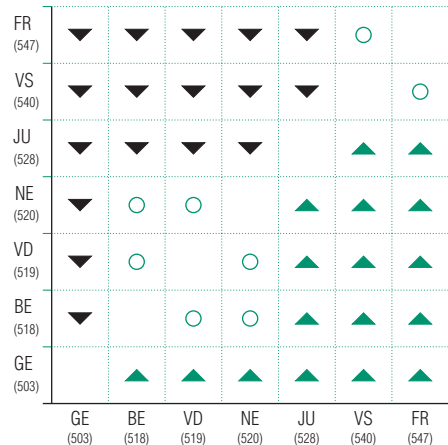 FR
(547)
VS
(540)
JU
(528)
NE
(520)
VD
(519)
BE
(518)
GE
(503)
GE BE VD NE JU VS FR
(503) (518) (519) (520) (528) (540) (547)